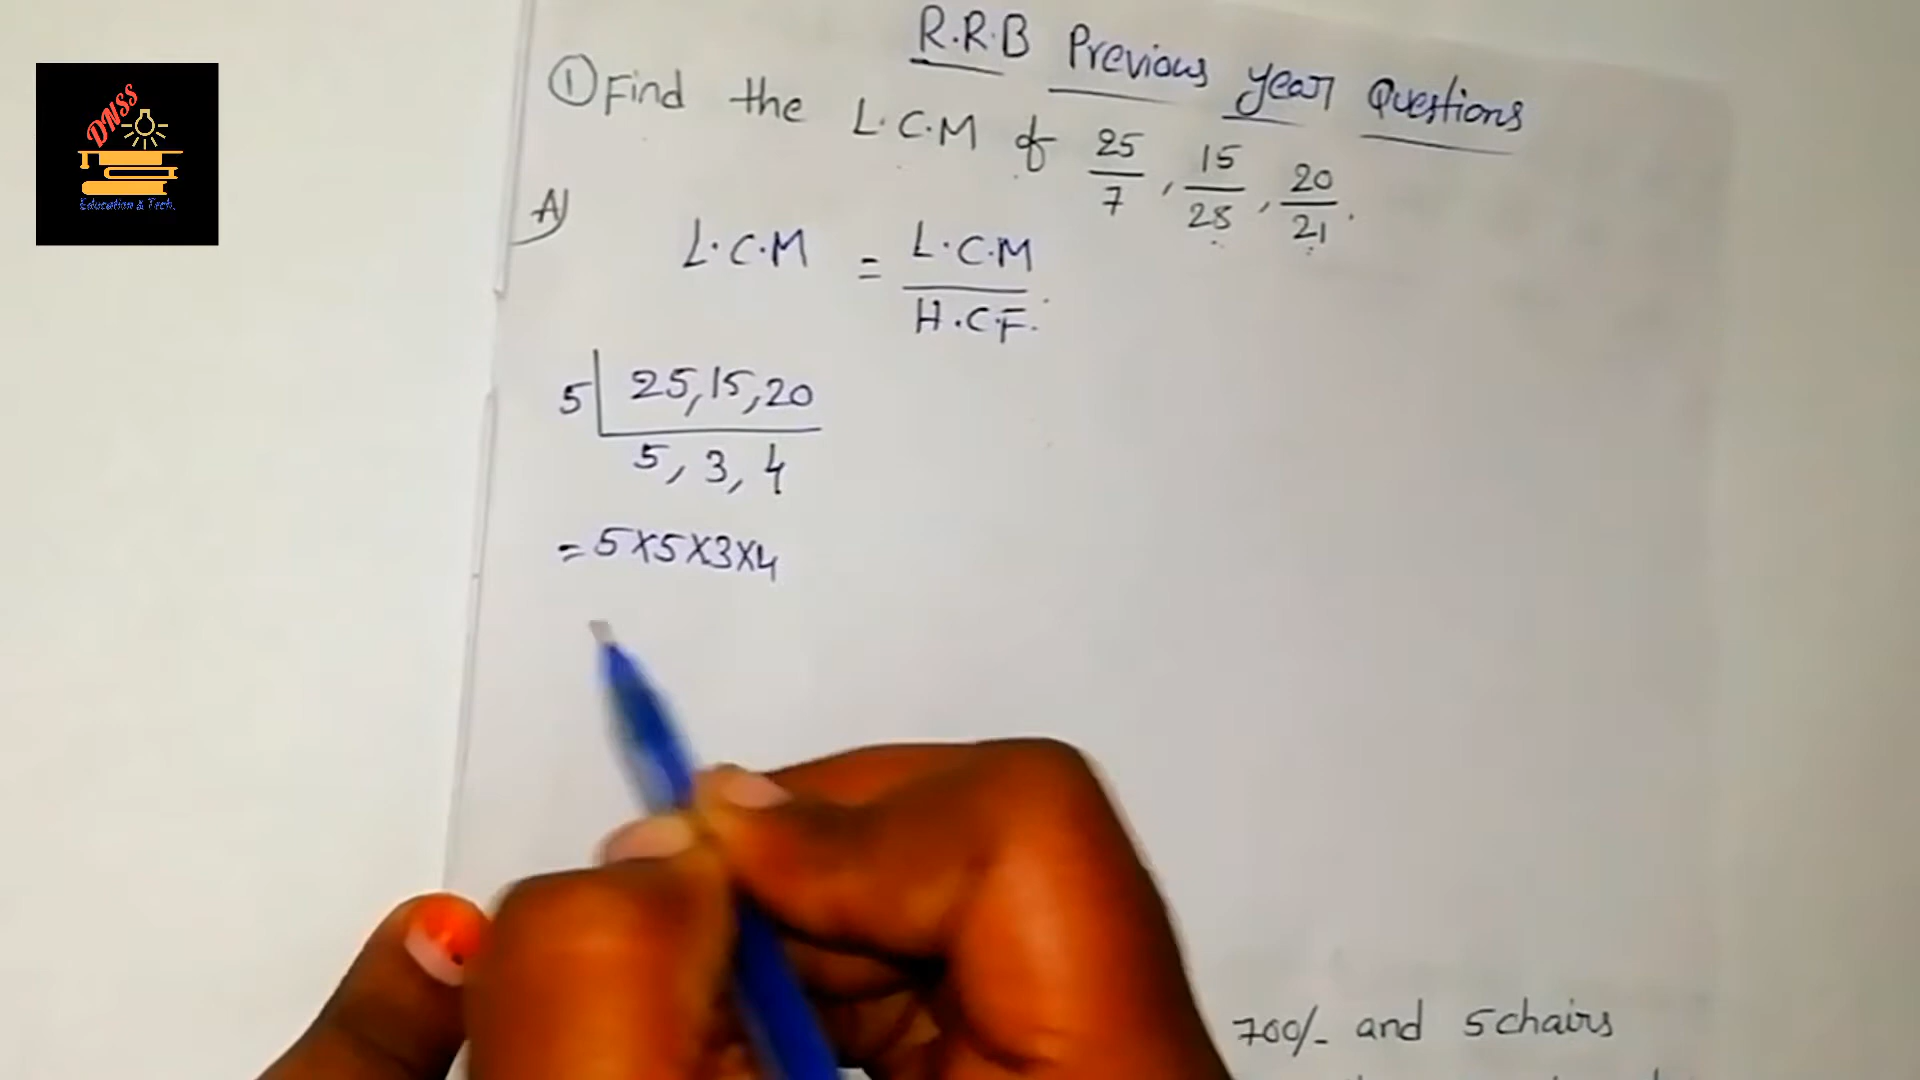 DNSS
Education & Tech.
R.R.B Previous year Questions
① Find the L.C.M of 25/7, 15/28, 20/21.
A)
L.C.M = L.C.M/H.C.F.
5 | 25, 15, 20
5, 3, 4
= 5×5×3×4
700/- and 5 chairs